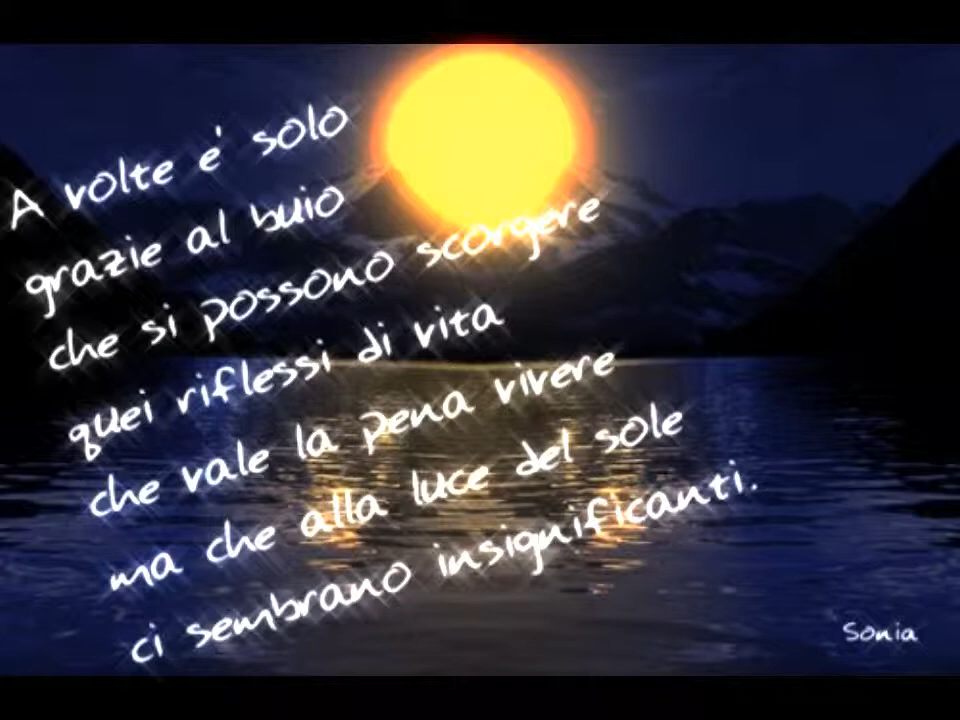 A volte e' solo
grazie al buio
che si possono scorgere
quei riflessi di vita
che vale la pena vivere
ma che alla luce del sole
ci sembrano insignificanti.
Sonia